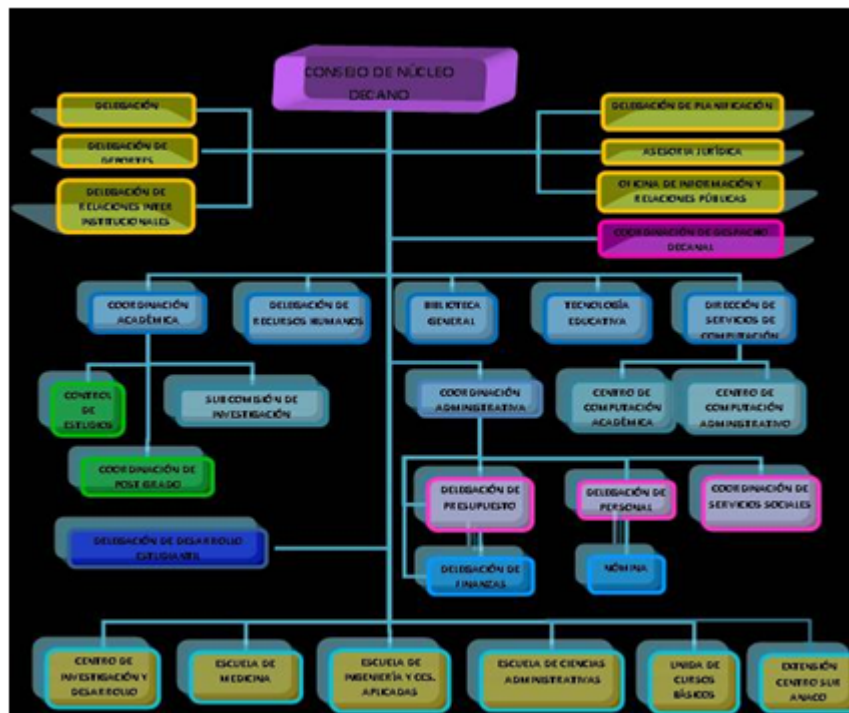 CONSEJO DE NÚCLEO
DECANO
DELEGACIÓN
DELEGACIÓN DE
DEPORTES
DELEGACIÓN DE
RELACIONES INTER
INSTITUCIONALES
DELEGACIÓN DE PLANIFICACIÓN
ASESORIA JURÍDICA
OFICINA DE INFORMACIÓN Y
RELACIONES PÚBLICAS
COORDINACIÓN DE DESPACHO
DECANAL
COORDINACIÓN
ACADÉMICA
DELEGACIÓN DE
RECURSOS HUMANOS
BIBLIOTECA
GENERAL
TECNOLOGÍA
EDUCATIVA
DIRECCIÓN DE
SERVICIOS DE
COMPUTACIÓN
CONTROL
DE
ESTUDIOS
SUBCOMISIÓN DE
INVESTIGACIÓN
COORDINACIÓN
ADMINISTRATIVA
CENTRO DE
COMPUTACIÓN
ACADÉMICA
CENTRO DE
COMPUTACIÓN
ADMINISTRATIVO
COORDINACIÓN DE
POSTGRADO
DELEGACIÓN DE
PRESUPUESTO
DELEGACIÓN DE
PERSONAL
COORDINACIÓN DE
SERVICIOS SOCIALES
DELEGACIÓN DE DESARROLLO
ESTUDIANTIL
DELEGACIÓN DE
FINANZAS
NÓMINA
CENTRO DE
INVESTIGACIÓN Y
DESARROLLO
ESCUELA DE
MEDICINA
ESCUELA DE
INGENIERÍA Y CCS.
APLICADAS
ESCUELA DE CIENCIAS
ADMINISTRATIVAS
UNIDA DE
CURSOS
BÁSICOS
EXTENSIÓN
CENTRO SUR
ANACO